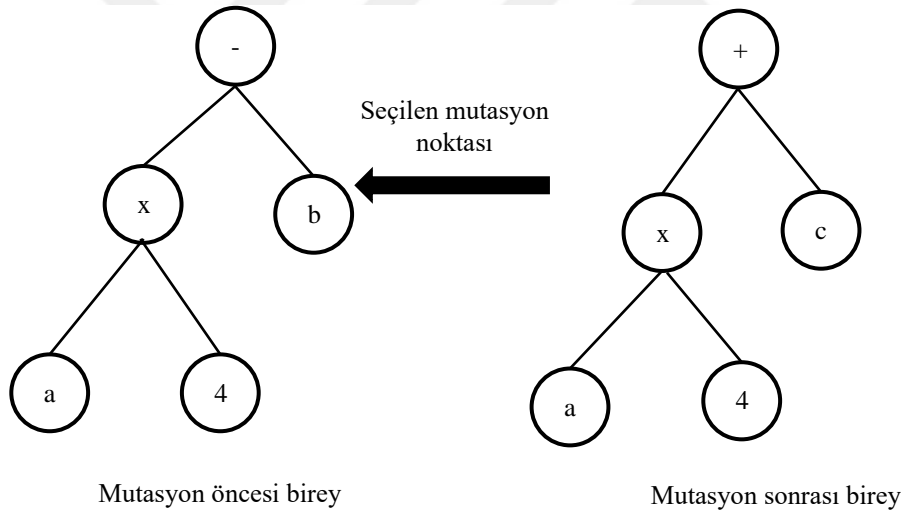 -
+
Seçilen mutasyon
noktası
x
b
x
c
a
4
a
4
Mutasyon öncesi birey
Mutasyon sonrası birey